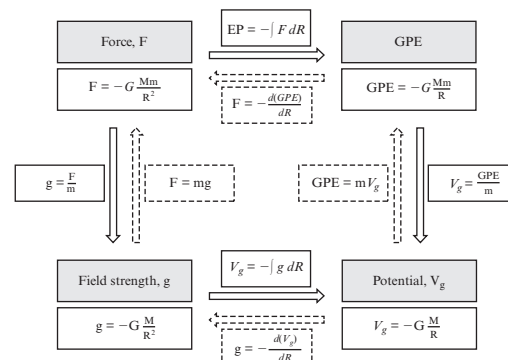 EP = −∫ F dR
Force, F
GPE
F = −G Mm/R²
GPE = −G Mm/R
F = −d(GPE)/dR
g = F/m
F = mg
GPE = mV_g
V_g = GPE/m
V_g = −∫ g dR
Field strength, g
Potential, V_g
g = −G M/R²
V_g = −G M/R
g = −d(V_g)/dR